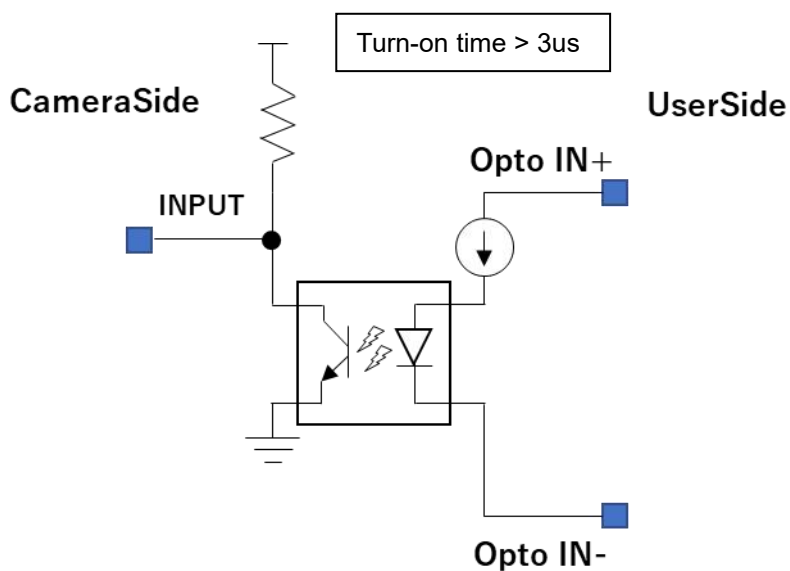 Turn-on time > 3us
CameraSide
UserSide
Opto IN+
INPUT
Opto IN-